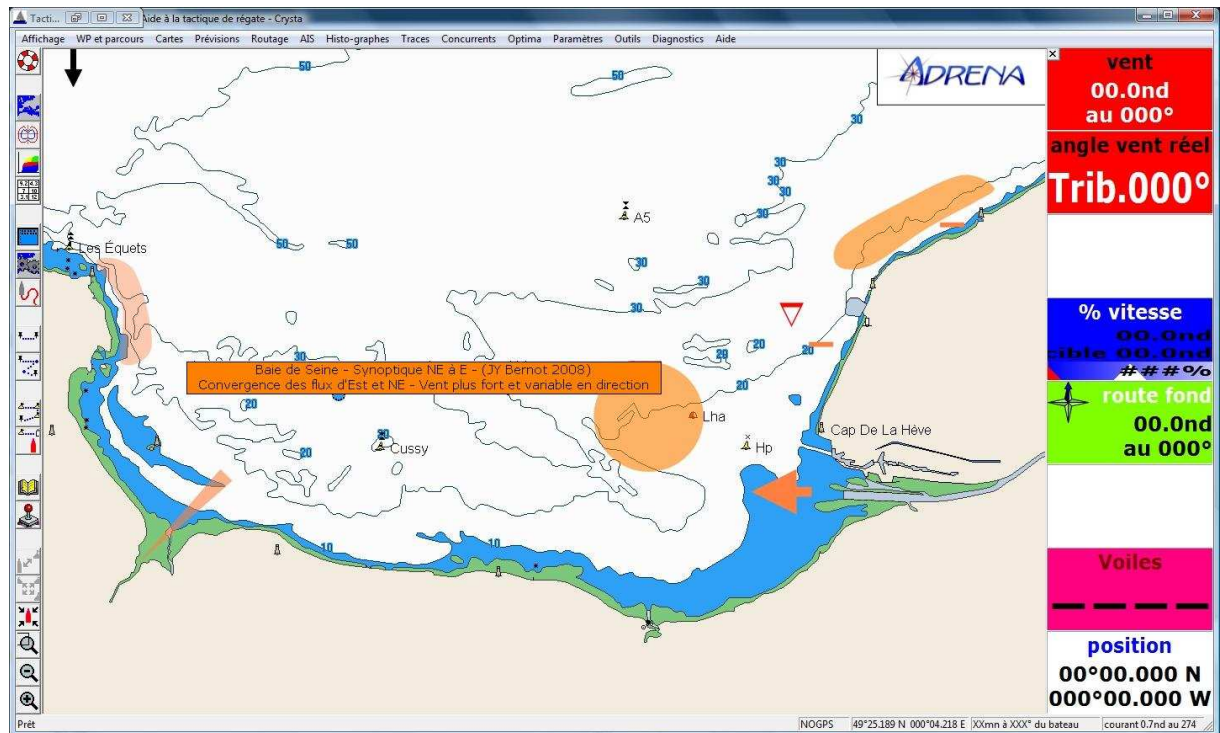 Tacti... Aide à la tactique de régate - Crysta
Affichage WP et parcours Cartes Prévisions Routage AIS Histo-graphes Traces Concurrents Optima Paramètres Outils Diagnostics Aide
ADRENA
vent
00.0nd
au 000°
angle vent réel
Trib.000°
% vitesse
00.0nd
cible 00.0nd
###%
route fond
00.0nd
au 000°
Voiles
— — — —
position
00°00.000 N
000°00.000 W
50
50
30
30
30
30
30
A5
Les Équets
50
50
30
30
30
20
20
20
20
30
Baie de Seine - Synoptique NE à E - (JY Bernot 2008)
Convergence des flux d'Est et NE - Vent plus fort et variable en direction
20
20
Lha
Cap De La Héve
Cussy
Hp
20
10
10
Prêt
NOGPS 49°25.189 N 000°04.218 E XXmn à XXX° du bateau courant 0.7nd au 274